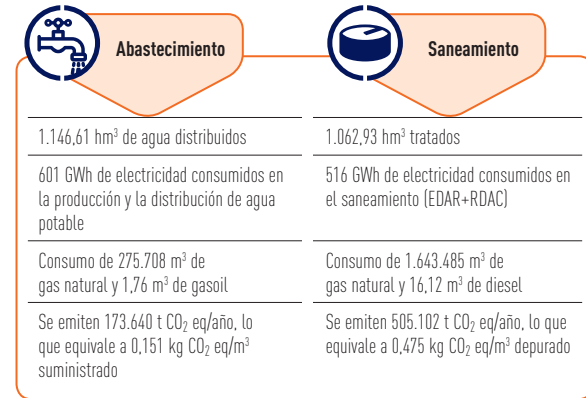 Abastecimiento
1.146,61 hm³ de agua distribuidos
601 GWh de electricidad consumidos en
la producción y la distribución de agua
potable
Consumo de 275.708 m³ de
gas natural y 1,76 m³ de gasoil
Se emiten 173.640 t CO₂ eq/año, lo
que equivale a 0,151 kg CO₂ eq/m³
suministrado
Saneamiento
1.062,93 hm³ tratados
516 GWh de electricidad consumidos en
el saneamiento (EDAR+RDAC)
Consumo de 1.643.485 m³ de
gas natural y 16,12 m³ de diesel
Se emiten 505.102 t CO₂ eq/año, lo que
equivale a 0,475 kg CO₂ eq/m³ depurado